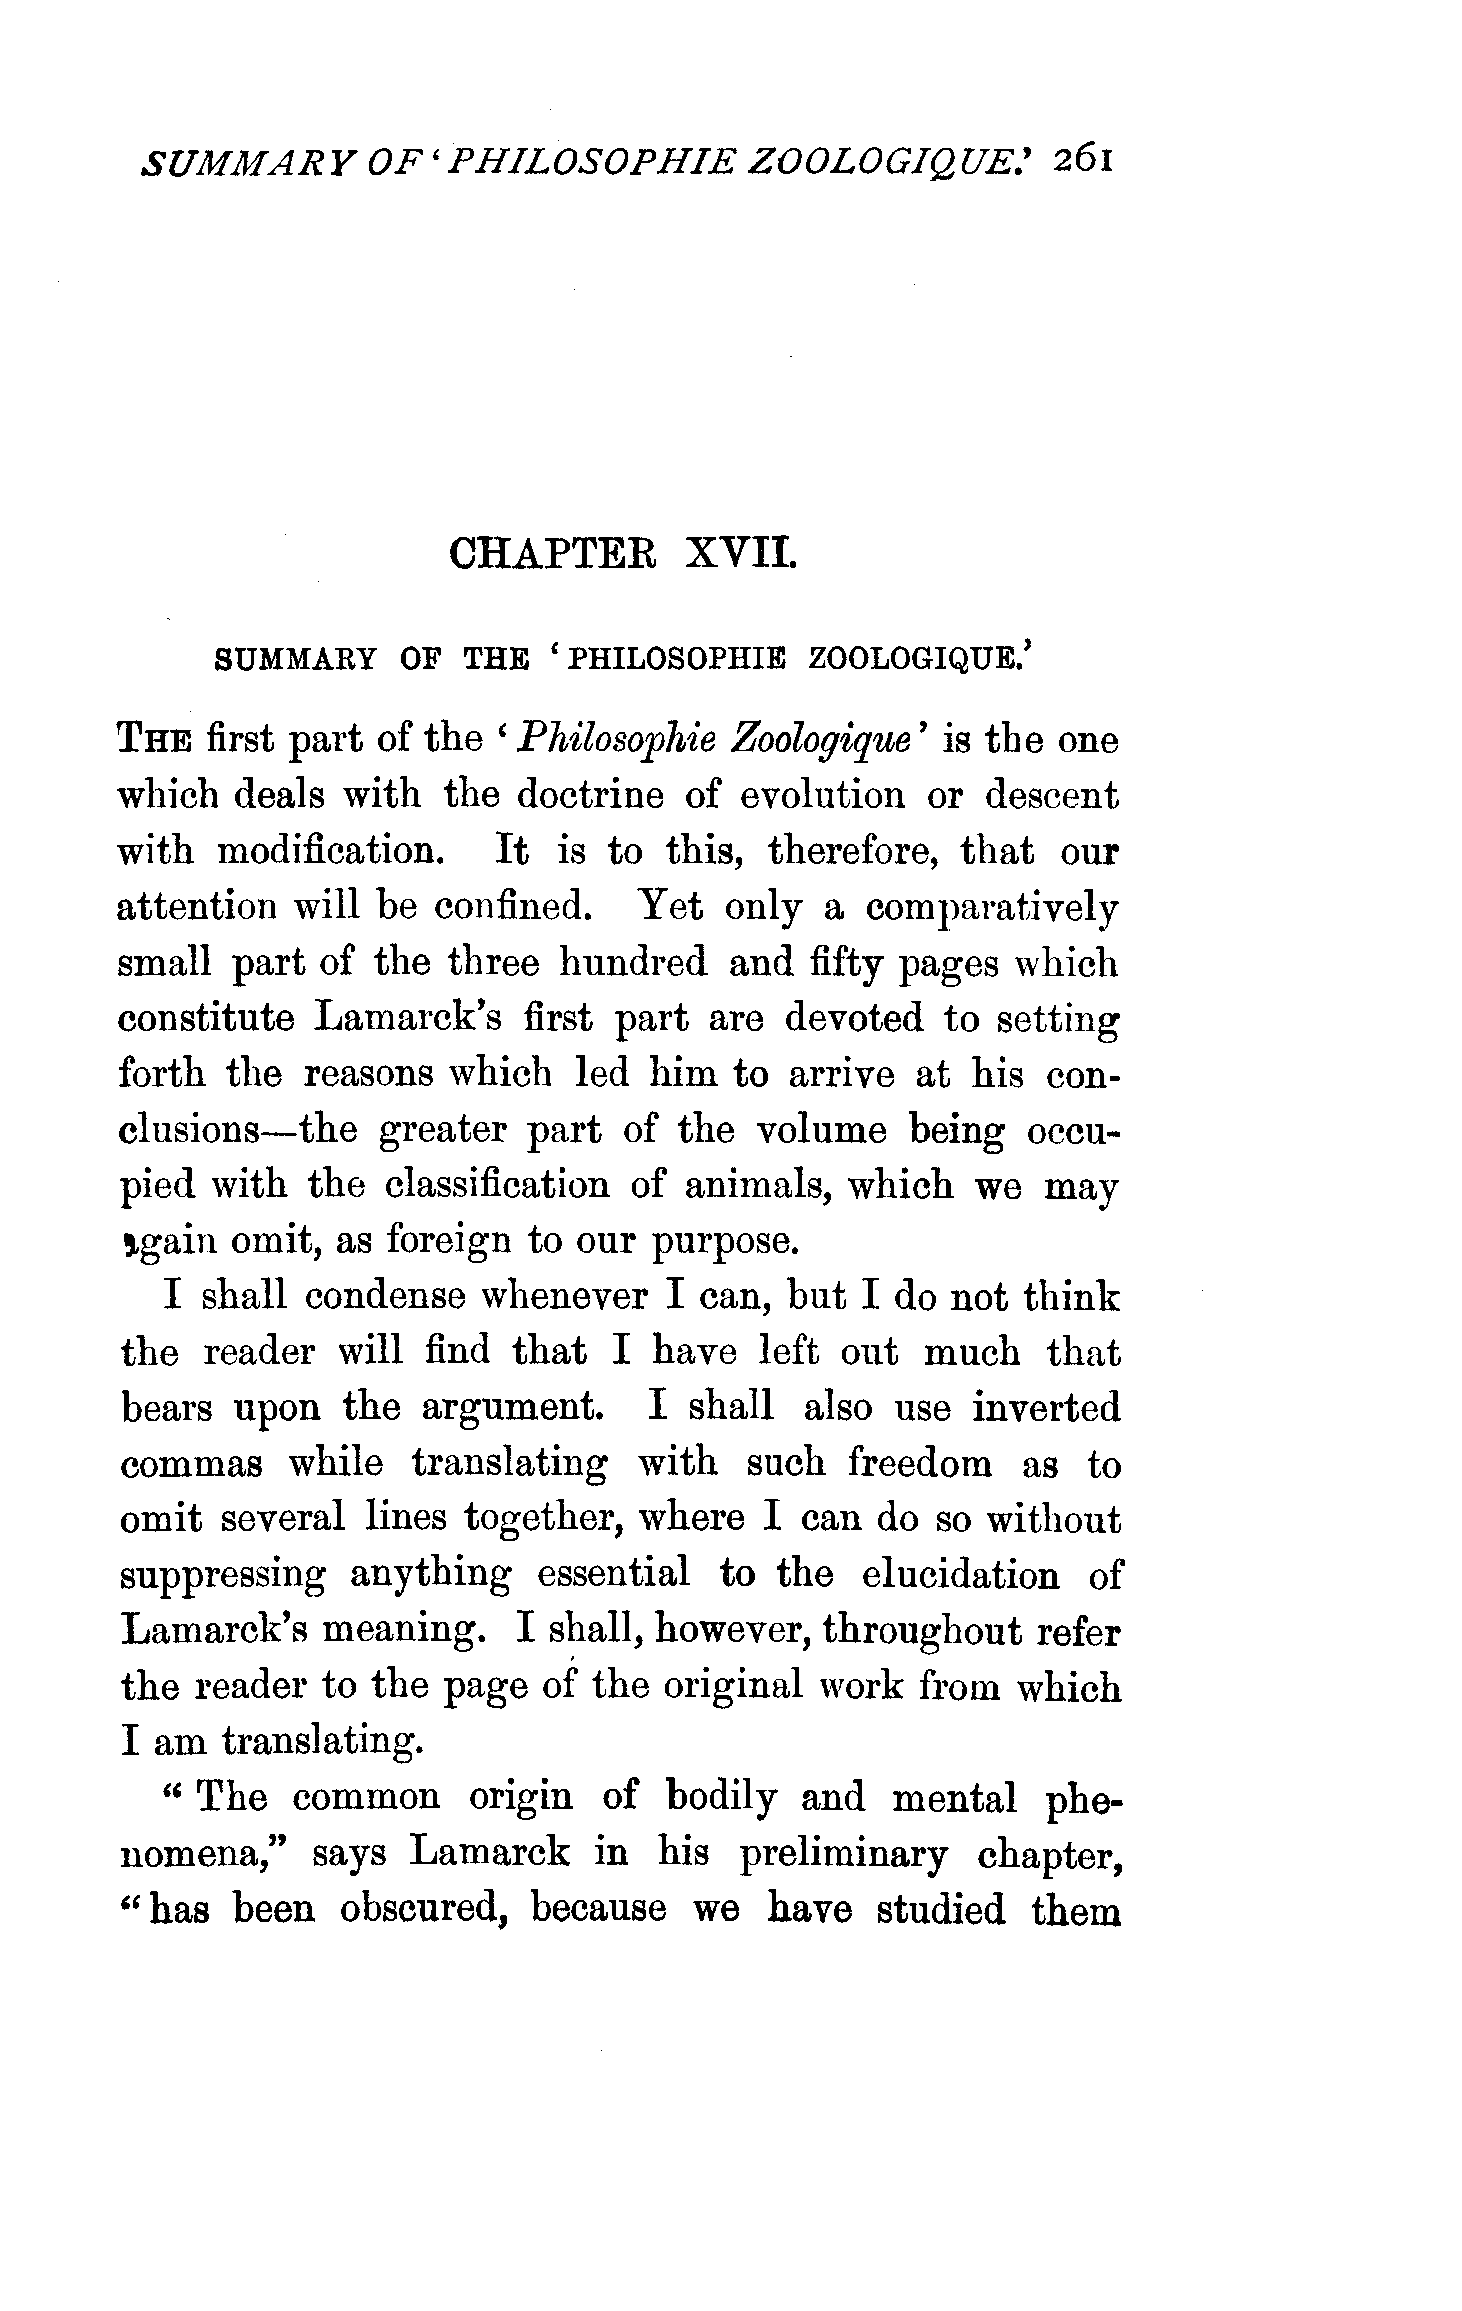 SUMMARY OF 'PHILOSOPHIE ZOOLOGIQUE.' 261
CHAPTER XVII.
SUMMARY OF THE 'PHILOSOPHIE ZOOLOGIQUE.'
THE first part of the 'Philosophie Zoologique' is the one
which deals with the doctrine of evolution or descent
with modification. It is to this, therefore, that our
attention will be confined. Yet only a comparatively
small part of the three hundred and fifty pages which
constitute Lamarck's first part are devoted to setting
forth the reasons which led him to arrive at his con-
clusions—the greater part of the volume being occu-
pied with the classification of animals, which we may
again omit, as foreign to our purpose.
I shall condense whenever I can, but I do not think
the reader will find that I have left out much that
bears upon the argument. I shall also use inverted
commas while translating with such freedom as to
omit several lines together, where I can do so without
suppressing anything essential to the elucidation of
Lamarck's meaning. I shall, however, throughout refer
the reader to the page of the original work from which
I am translating.
"The common origin of bodily and mental phe-
nomena," says Lamarck in his preliminary chapter,
"has been obscured, because we have studied them